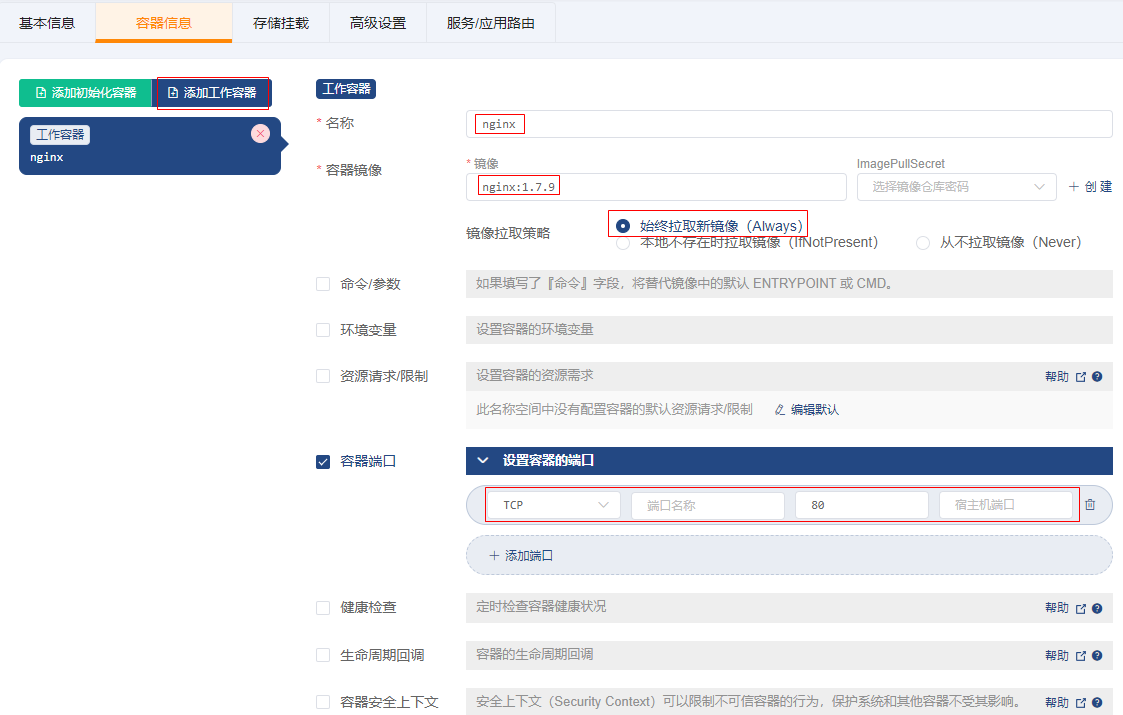 基本信息 容器信息 存储挂载 高级设置 服务/应用路由
添加初始化容器 添加工作容器
工作容器
nginx
工作容器
* 名称 nginx
* 容器镜像
* 镜像 ImagePullSecret
nginx:1.7.9 选择镜像仓库密码 + 创建
镜像拉取策略
始终拉取新镜像（Always）
本地不存在时拉取镜像（IfNotPresent） 从不拉取镜像（Never）
命令/参数 如果填写了『命令』字段，将替代镜像中的默认 ENTRYPOINT 或 CMD。
环境变量 设置容器的环境变量
资源请求/限制 设置容器的资源需求 帮助
此名称空间中没有配置容器的默认资源请求/限制 编辑默认
容器端口 设置容器的端口
TCP 端口名称 80 宿主机端口
+ 添加端口
健康检查 定时检查容器健康状况 帮助
生命周期回调 容器的生命周期回调 帮助
容器安全上下文 安全上下文（Security Context）可以限制不可信容器的行为，保护系统和其他容器不受其影响。 帮助